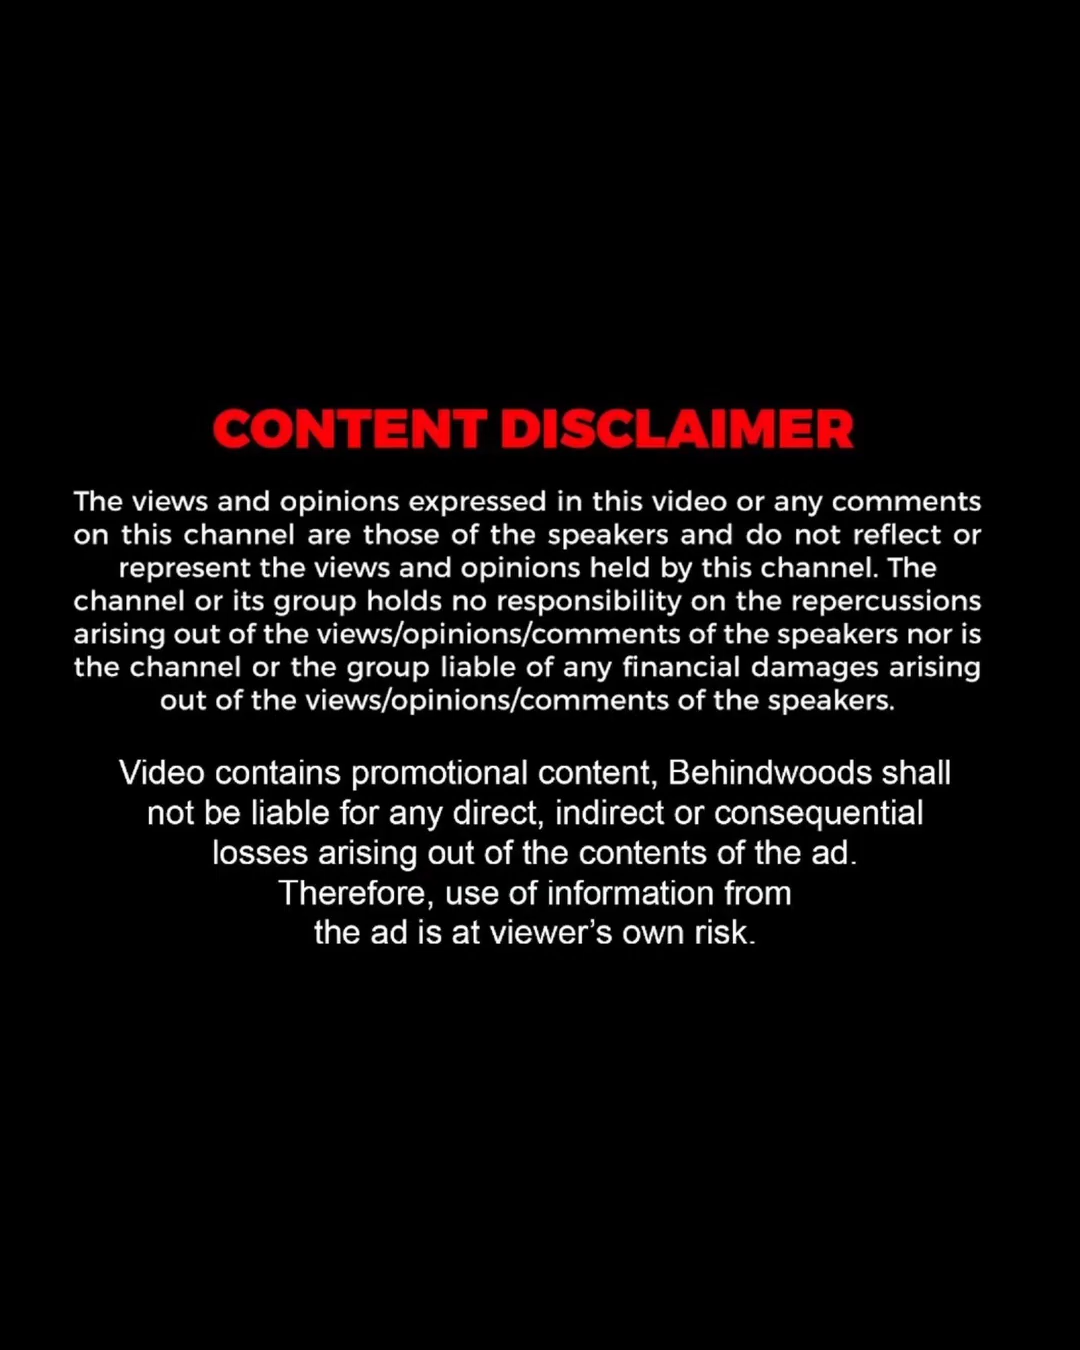 CONTENT DISCLAIMER
The views and opinions expressed in this video or any comments
on this channel are those of the speakers and do not reflect or
represent the views and opinions held by this channel. The
channel or its group holds no responsibility on the repercussions
arising out of the views/opinions/comments of the speakers nor is
the channel or the group liable of any financial damages arising
out of the views/opinions/comments of the speakers.
Video contains promotional content, Behindwoods shall
not be liable for any direct, indirect or consequential
losses arising out of the contents of the ad.
Therefore, use of information from
the ad is at viewer’s own risk.